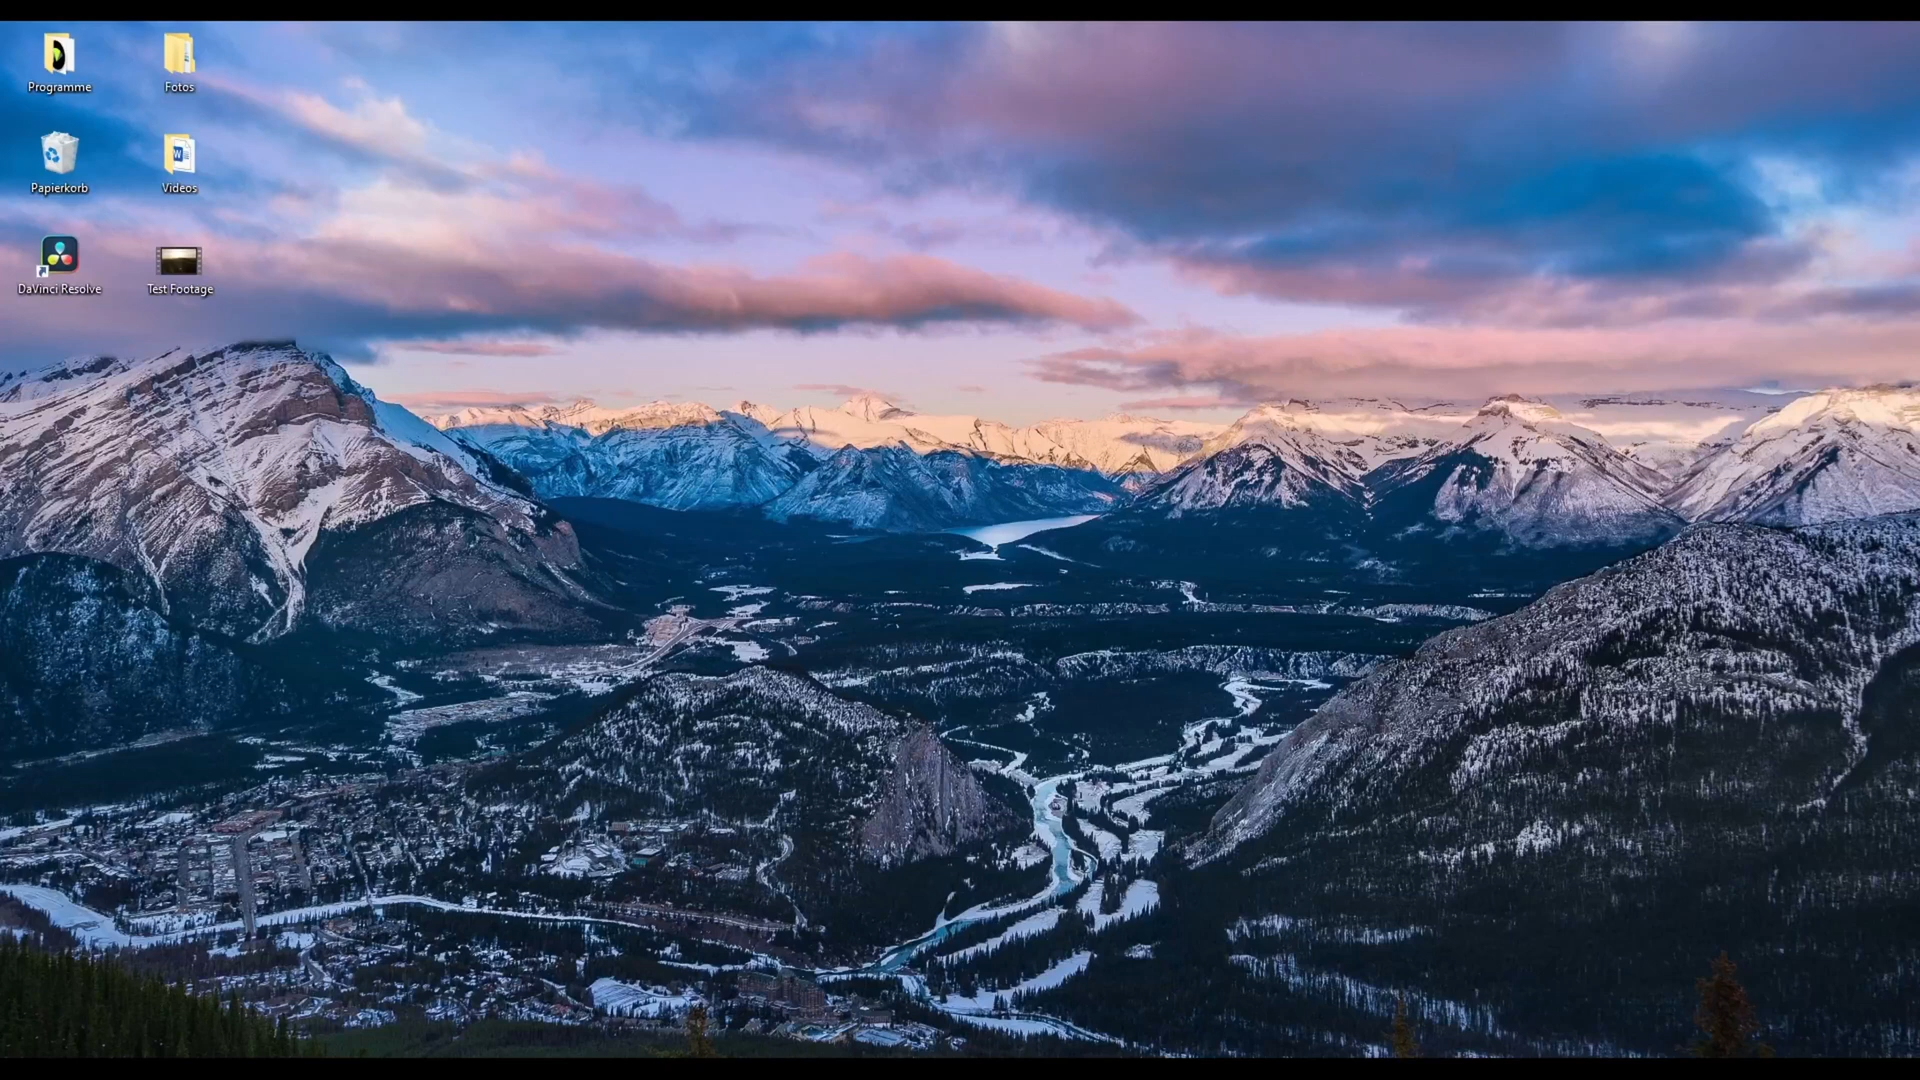 Programme
Fotos
Papierkorb
Videos
DaVinci Resolve
Test Footage